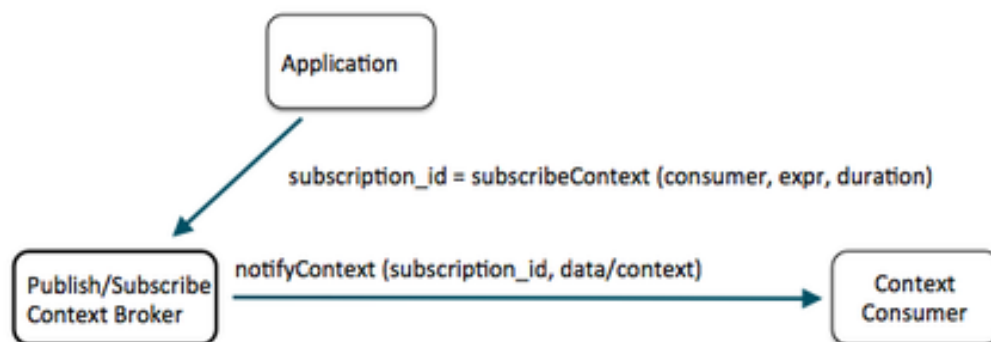 Application
subscription_id = subscribeContext (consumer, expr, duration)
notifyContext (subscription_id, data/context)
Publish/Subscribe
Context Broker
Context
Consumer